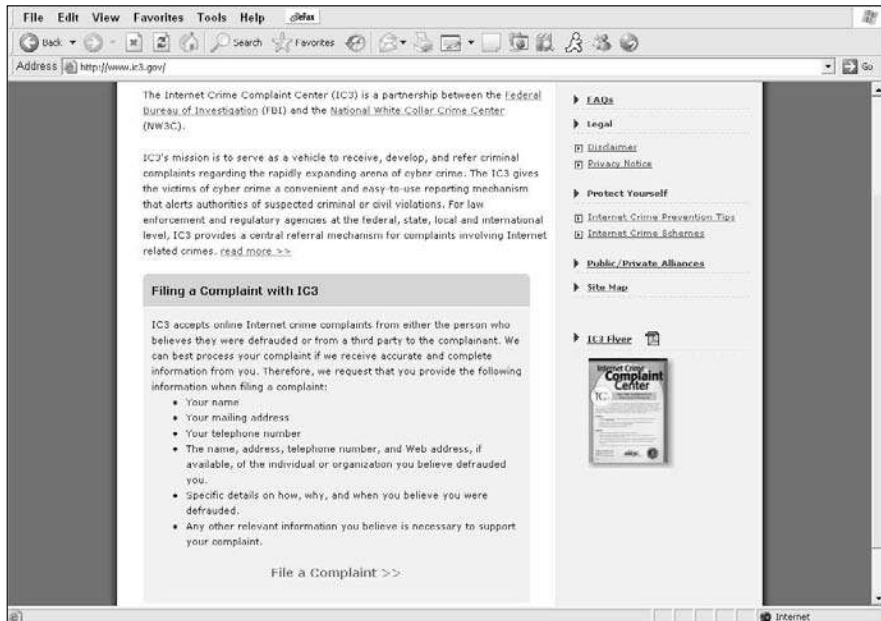 File Edit View Favorites Tools Help eFax
Back Search Favorites
Address http://www.ic3.gov/ Go
The Internet Crime Complaint Center (IC3) is a partnership between the Federal
Bureau of Investigation (FBI) and the National White Collar Crime Center
(NW3C).
IC3's mission is to serve as a vehicle to receive, develop, and refer criminal
complaints regarding the rapidly expanding arena of cyber crime. The IC3 gives
the victims of cyber crime a convenient and easy-to-use reporting mechanism
that alerts authorities of suspected criminal or civil violations. For law
enforcement and regulatory agencies at the federal, state, local and international
level, IC3 provides a central referral mechanism for complaints involving Internet
related crimes. read more >>
Filing a Complaint with IC3
IC3 accepts online Internet crime complaints from either the person who
believes they were defrauded or from a third party to the complainant. We
can best process your complaint if we receive accurate and complete
information from you. Therefore, we request that you provide the following
information when filing a complaint:
• Your name
• Your mailing address
• Your telephone number
• The name, address, telephone number, and Web address, if
available, of the individual or organization you believe defrauded
you.
• Specific details on how, why, and when you believe you were
defrauded.
• Any other relevant information you believe is necessary to support
your complaint.
File a Complaint >>
FAQs
Legal
Disclaimer
Privacy Notice
Protect Yourself
Internet Crime Prevention Tips
Internet Crime Schemes
Public/Private Alliances
Site Map
IC3 Flyer
Internet Crime
Complaint
Center
Internet